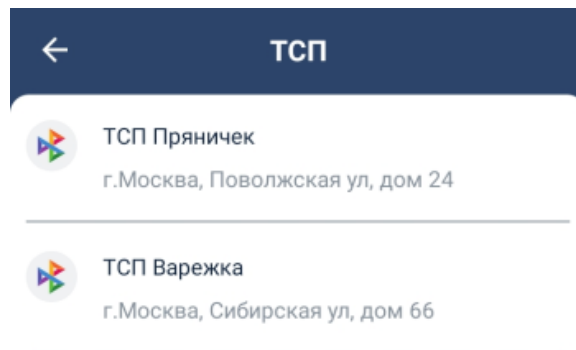 ТСП
ТСП Пряничек
г.Москва, Поволжская ул, дом 24
ТСП Варежка
г.Москва, Сибирская ул, дом 66